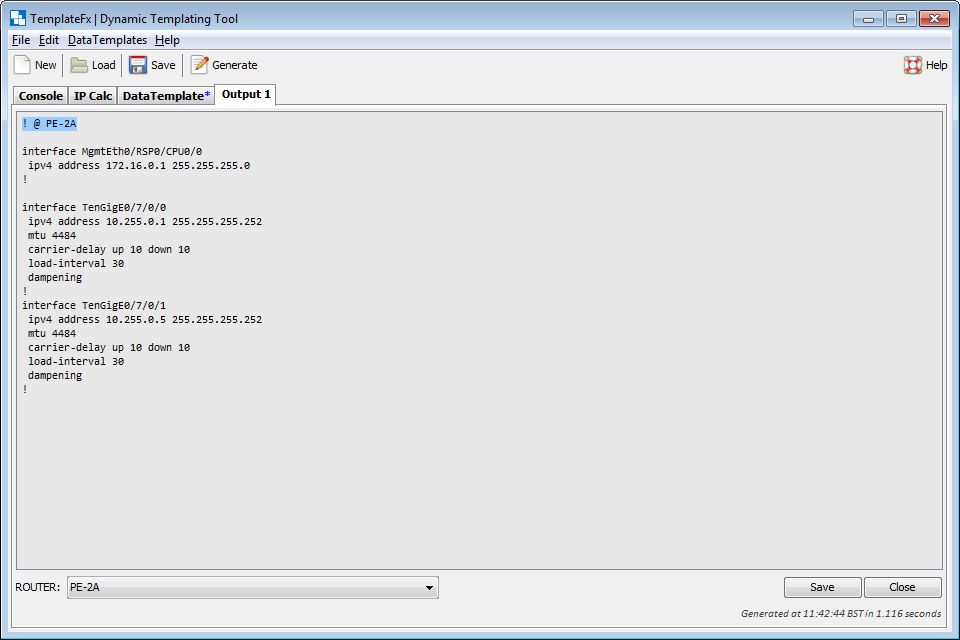 TemplateFx | Dynamic Templating Tool
File Edit DataTemplates Help
New Load Save Generate Help
Console IP Calc DataTemplate* Output 1
! @ PE-2A
interface MgmtEth0/RSP0/CPU0/0
ipv4 address 172.16.0.1 255.255.255.0
!
interface TenGigE0/7/0/0
ipv4 address 10.255.0.1 255.255.255.252
mtu 4484
carrier-delay up 10 down 10
load-interval 30
dampening
!
interface TenGigE0/7/0/1
ipv4 address 10.255.0.5 255.255.255.252
mtu 4484
carrier-delay up 10 down 10
load-interval 30
dampening
!
ROUTER: PE-2A Save Close
Generated at 11:42:44 BST in 1.116 seconds